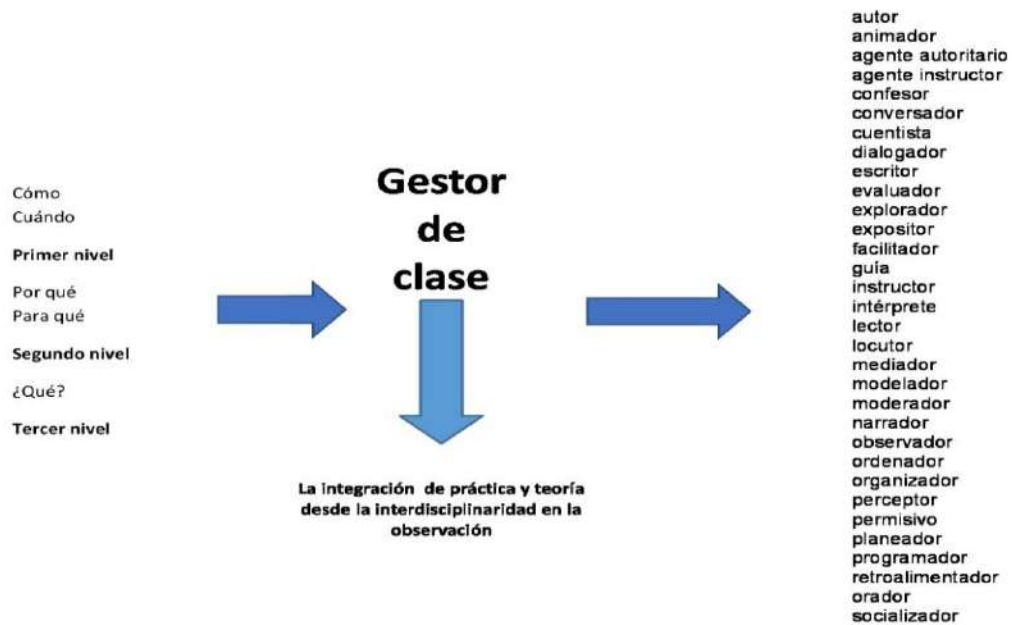 Cómo
Cuándo
Primer nivel
Por qué
Para qué
Segundo nivel
¿Qué?
Tercer nivel
Gestor
de
clase
La integración de práctica y teoría
desde la interdisciplinaridad en la
observación
autor
animador
agente autoritario
agente instructor
confesor
conversador
cuentista
dialogador
escritor
evaluador
explorador
expositor
facilitador
guía
instructor
intérprete
lector
locutor
mediador
modelador
moderador
narrador
observador
ordenador
organizador
perceptor
permisivo
planeador
programador
retroalimentador
orador
socializador